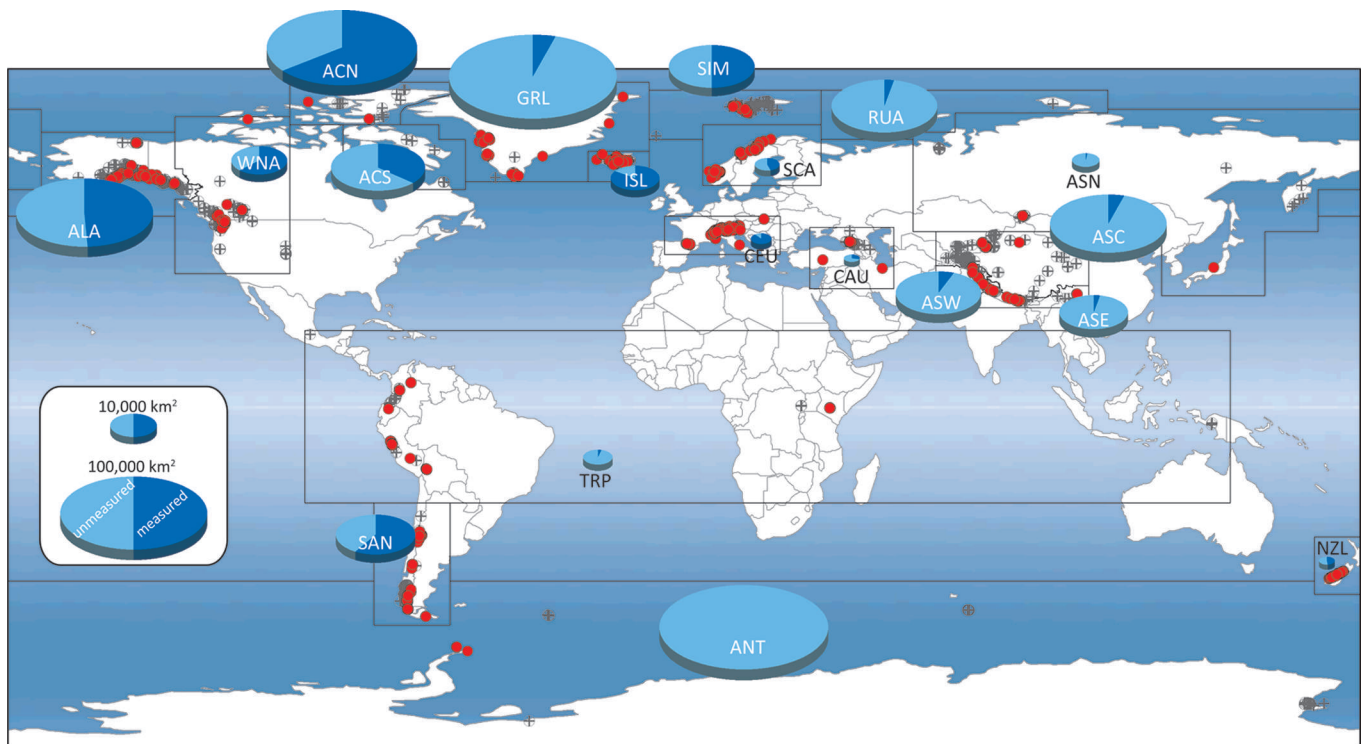 ACN
GRL
SIM
RUA
WNA
ACS
ISL
SCA
ASN
ALA
ASC
CEU
CAU
ASW
ASE
10,000 km²
100,000 km²
unmeasured
measured
TRP
SAN
NZL
ANT